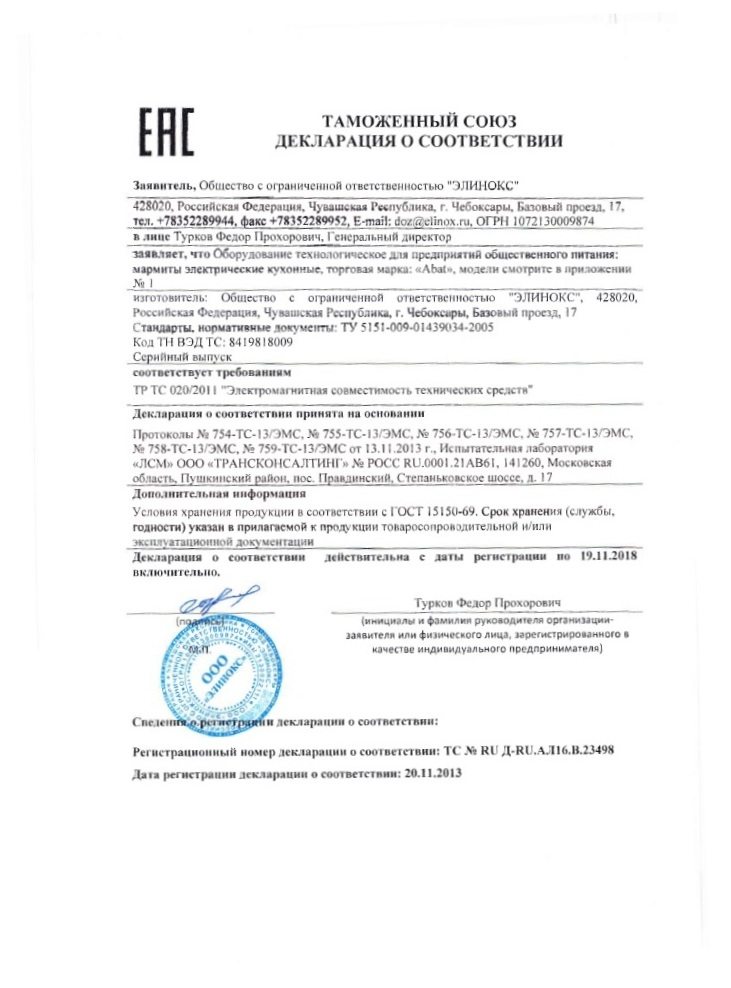 EAC
ТАМОЖЕННЫЙ СОЮЗ
ДЕКЛАРАЦИЯ О СООТВЕТСТВИИ
Заявитель, Общество с ограниченной ответственностью "ЭЛИНОКС"
428020, Российская Федерация, Чувашская Республика, г. Чебоксары, Базовый проезд, 17,
тел. +78352289944, факс +78352289952, E-mail: doz@elinox.ru, ОГРН 1072130009874
в лице Турков Федор Прохорович, Генеральный директор
заявляет, что Оборудование технологическое для предприятий общественного питания:
мармиты электрические кухонные, торговая марка: «Abat», модели смотрите в приложении
№ 1
изготовитель: Общество с ограниченной ответственностью "ЭЛИНОКС", 428020,
Российская Федерация, Чувашская Республика, г. Чебоксары, Базовый проезд, 17
Стандарты, нормативные документы: ТУ 5151-009-01439034-2005
Код ТН ВЭД ТС: 8419818009
Серийный выпуск
соответствует требованиям
ТР ТС 020/2011 "Электромагнитная совместимость технических средств"
Декларация о соответствии принята на основании
Протоколы № 754-ТС-13/ЭМС, № 755-ТС-13/ЭМС, № 756-ТС-13/ЭМС, № 757-ТС-13/ЭМС,
№ 758-ТС-13/ЭМС, № 759-ТС-13/ЭМС от 13.11.2013 г., Испытательная лаборатория
«ЛСМ» ООО «ТРАНСКОНСАЛТИНГ» № РОСС RU.0001.21АВ61, 141260, Московская
область, Пушкинский район, пос. Правдинский, Степаньковское шоссе, д. 17
Дополнительная информация
Условия хранения продукции в соответствии с ГОСТ 15150-69. Срок хранения (службы,
годности) указан в прилагаемой к продукции товаросопроводительной и/или
эксплуатационной документации
Декларация о соответствии действительна с даты регистрации по 19.11.2018
включительно.
Турков Федор Прохорович
(подпись)
(инициалы и фамилия руководителя организации-
заявителя или физического лица, зарегистрированного в
качестве индивидуального предпринимателя)
М.П.
ООО
«ЭЛИНОКС»
Сведения о регистрации декларации о соответствии:
Регистрационный номер декларации о соответствии: ТС № RU Д-RU.АЛ16.В.23498
Дата регистрации декларации о соответствии: 20.11.2013